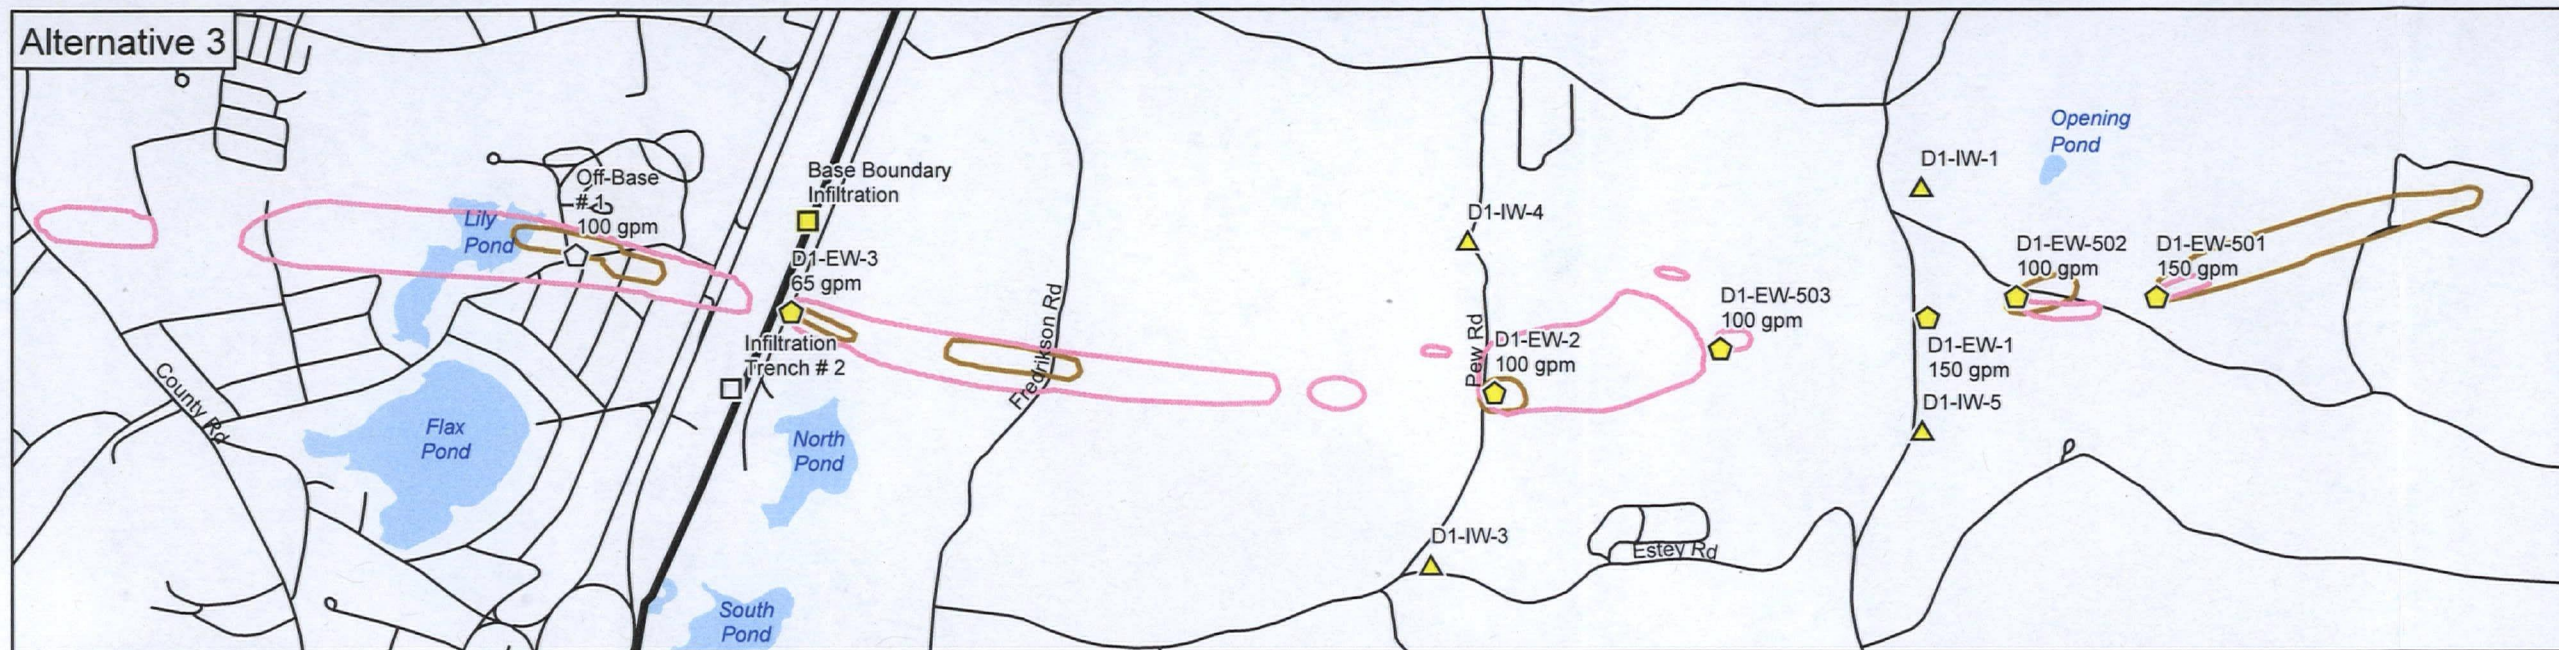 Alternative 3
Off-Base
# 1
100 gpm
Lily
Pond
Base Boundary
Infiltration
D1-EW-3
65 gpm
Infiltration
Trench # 2
County Rd
Flax
Pond
North
Pond
South
Pond
Fredrikson Rd
D1-IW-4
Pew Rd
D1-EW-2
100 gpm
D1-EW-503
100 gpm
D1-IW-3
Estey Rd
Opening
Pond
D1-IW-1
D1-EW-502
100 gpm
D1-EW-501
150 gpm
D1-EW-1
150 gpm
D1-IW-5